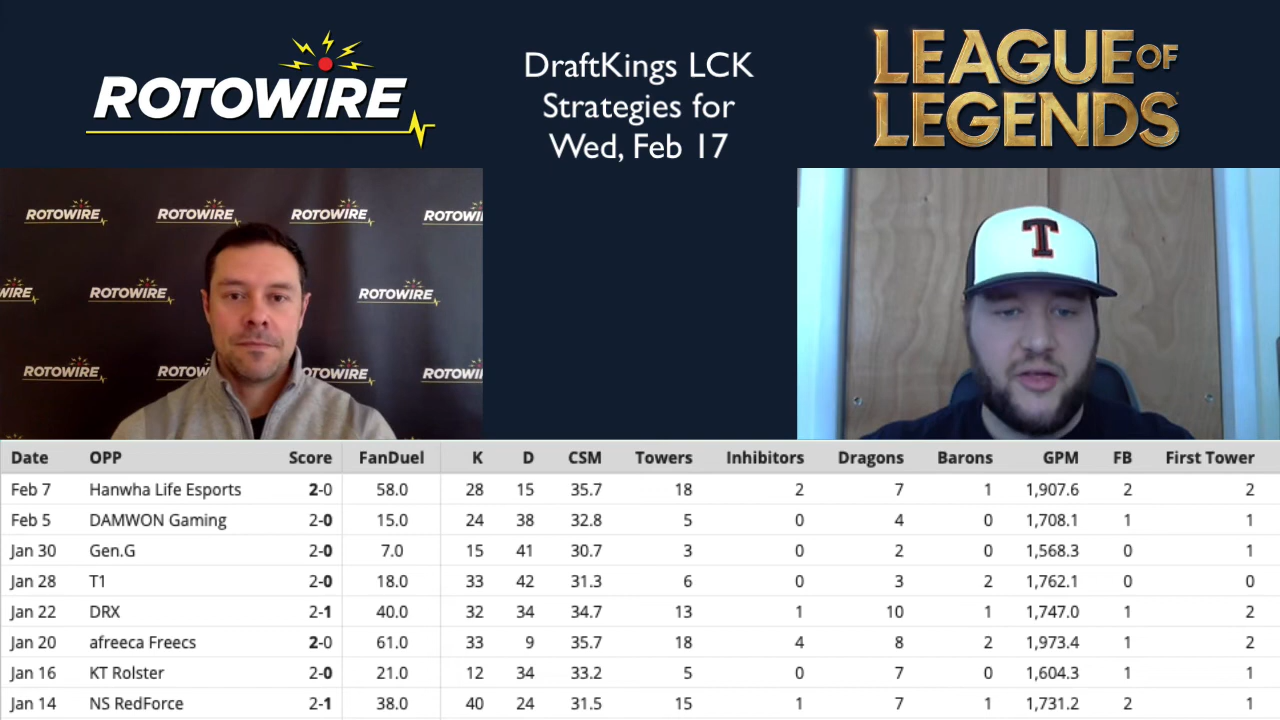 ROTOWIRE
DraftKings LCK
Strategies for
Wed, Feb 17
LEAGUE OF
LEGENDS
ROTOWIRE ROTOWIRE ROTOWIRE ROTOWI
WIRE ROTOWIRE ROTOWIRE
ROTOWIRE ROTOW OTOWIRE ROTOWI
T
Date OPP Score FanDuel K D CSM Towers Inhibitors Dragons Barons GPM FB First Tower
Feb 7 Hanwha Life Esports 2-0 58.0 28 15 35.7 18 2 7 1 1,907.6 2 2
Feb 5 DAMWON Gaming 2-0 15.0 24 38 32.8 5 0 4 0 1,708.1 1 1
Jan 30 Gen.G 2-0 7.0 15 41 30.7 3 0 2 0 1,568.3 0 1
Jan 28 T1 2-0 18.0 33 42 31.3 6 0 3 2 1,762.1 0 0
Jan 22 DRX 2-1 40.0 32 34 34.7 13 1 10 1 1,747.0 1 2
Jan 20 afreeca Freecs 2-0 61.0 33 9 35.7 18 4 8 2 1,973.4 1 2
Jan 16 KT Rolster 2-0 21.0 12 34 33.2 5 0 7 0 1,604.3 1 1
Jan 14 NS RedForce 2-1 38.0 40 24 31.5 15 1 7 1 1,731.2 2 1